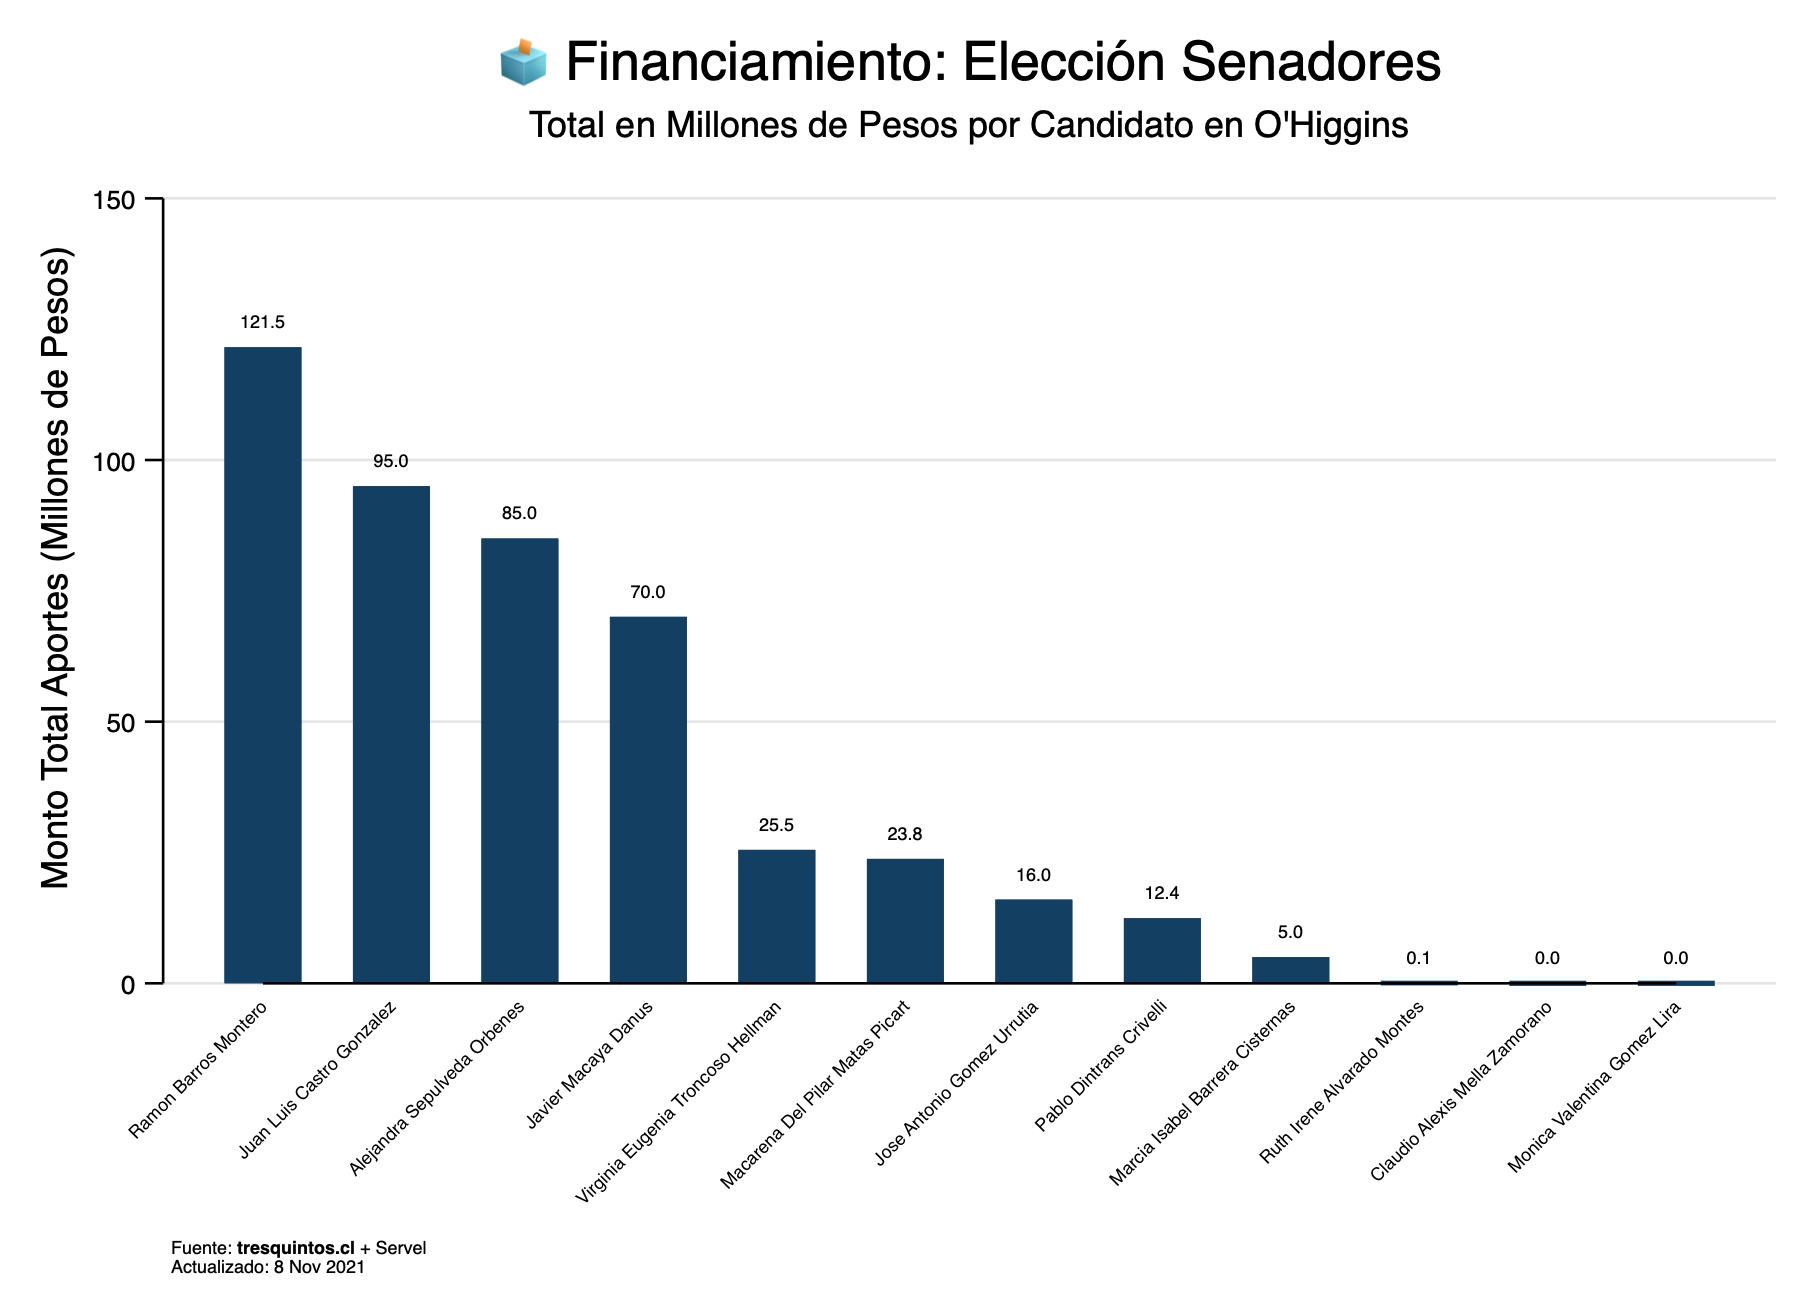 Financiamiento: Elección Senadores
Total en Millones de Pesos por Candidato en O'Higgins
Monto Total Aportes (Millones de Pesos)
150
100
50
0
121.5
95.0
85.0
70.0
25.5
23.8
16.0
12.4
5.0
0.1
0.0
0.0
Ramon Barros Montero
Juan Luis Castro Gonzalez
Alejandra Sepulveda Orbenes
Javier Macaya Danus
Virginia Eugenia Troncoso Hellman
Macarena Del Pilar Matas Picart
Jose Antonio Gomez Urrutia
Pablo Dintrans Crivelli
Marcia Isabel Barrera Cisternas
Ruth Irene Alvarado Montes
Claudio Alexis Mella Zamorano
Monica Valentina Gomez Lira
Fuente: tresquintos.cl + Servel
Actualizado: 8 Nov 2021